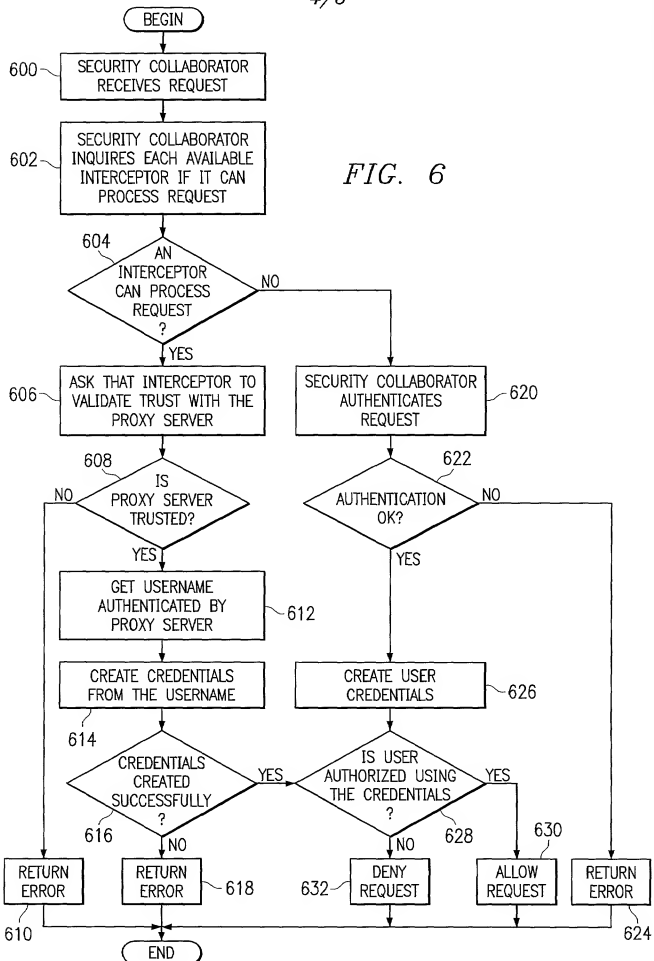 BEGIN
600
SECURITY COLLABORATOR
RECEIVES REQUEST
602
SECURITY COLLABORATOR
INQUIRES EACH AVAILABLE
INTERCEPTOR IF IT CAN
PROCESS REQUEST
FIG. 6
604
AN
INTERCEPTOR
CAN PROCESS
REQUEST
?
NO
YES
606
ASK THAT INTERCEPTOR TO
VALIDATE TRUST WITH THE
PROXY SERVER
SECURITY COLLABORATOR
AUTHENTICATES
REQUEST
620
608
IS
PROXY SERVER
TRUSTED?
NO
YES
622
AUTHENTICATION
OK?
NO
YES
GET USERNAME
AUTHENTICATED BY
PROXY SERVER
612
CREATE CREDENTIALS
FROM THE USERNAME
614
CREATE USER
CREDENTIALS
626
CREDENTIALS
CREATED
SUCCESSFULLY
?
616
YES
NO
IS USER
AUTHORIZED USING
THE CREDENTIALS
?
628
YES
NO
RETURN
ERROR
610
RETURN
ERROR
618
632
DENY
REQUEST
630
ALLOW
REQUEST
RETURN
ERROR
624
END